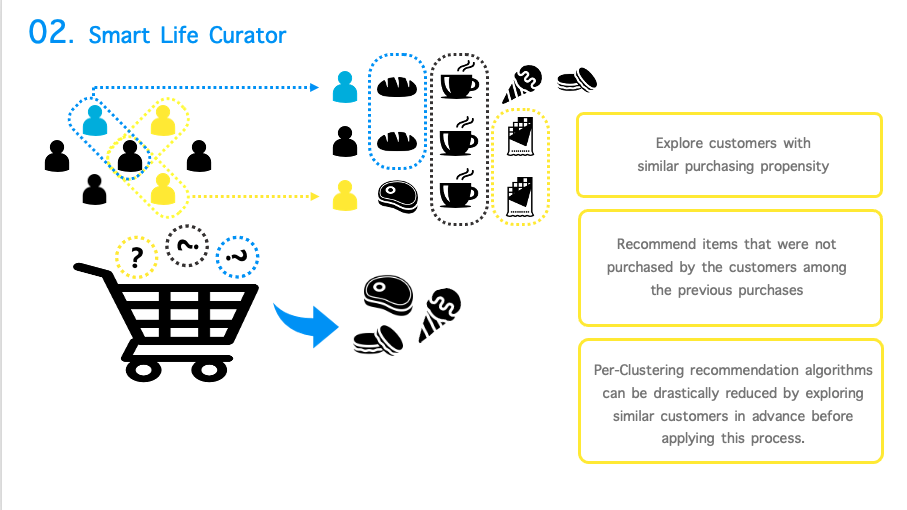 02. Smart Life Curator
Explore customers with
similar purchasing propensity
? ? ?
Recommend items that were not
purchased by the customers among
the previous purchases
Per-Clustering recommendation algorithms
can be drastically reduced by exploring
similar customers in advance before
applying this process.